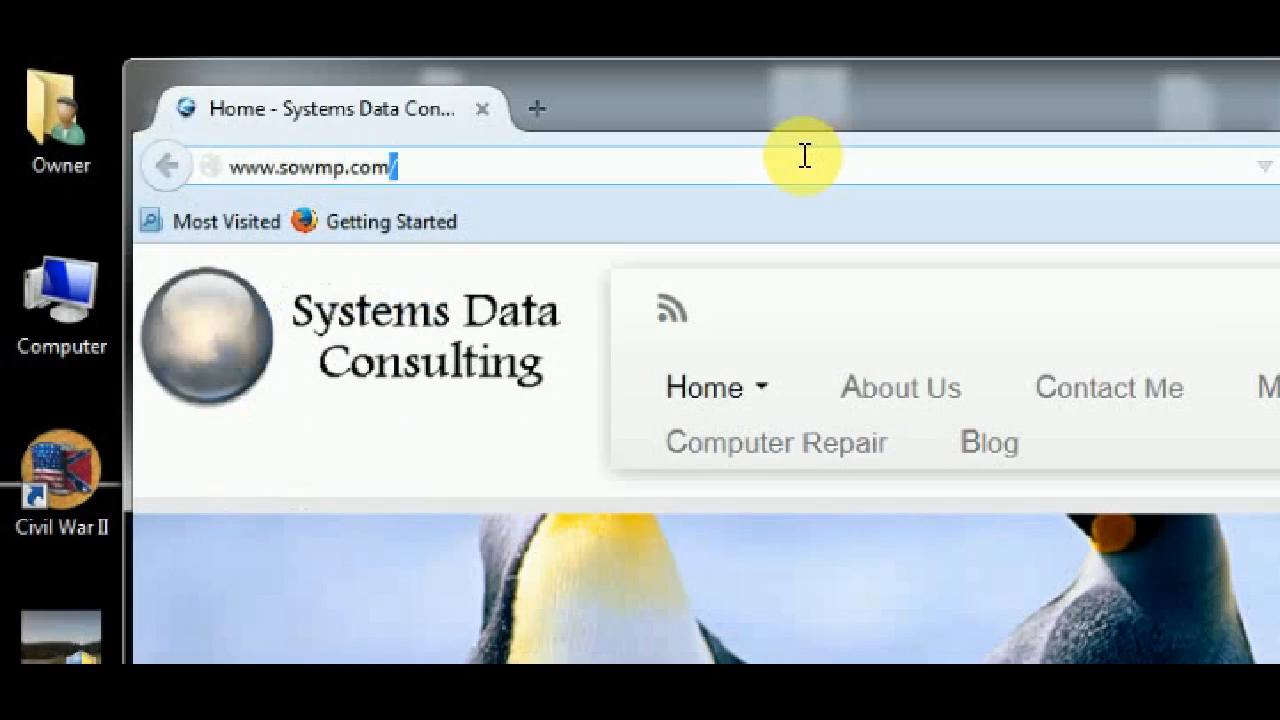 Home - Systems Data Con...
www.sowmp.com/
Most Visited Getting Started
Systems Data
Consulting
Home About Us Contact Me M
Computer Repair Blog
Owner
Computer
Civil War II